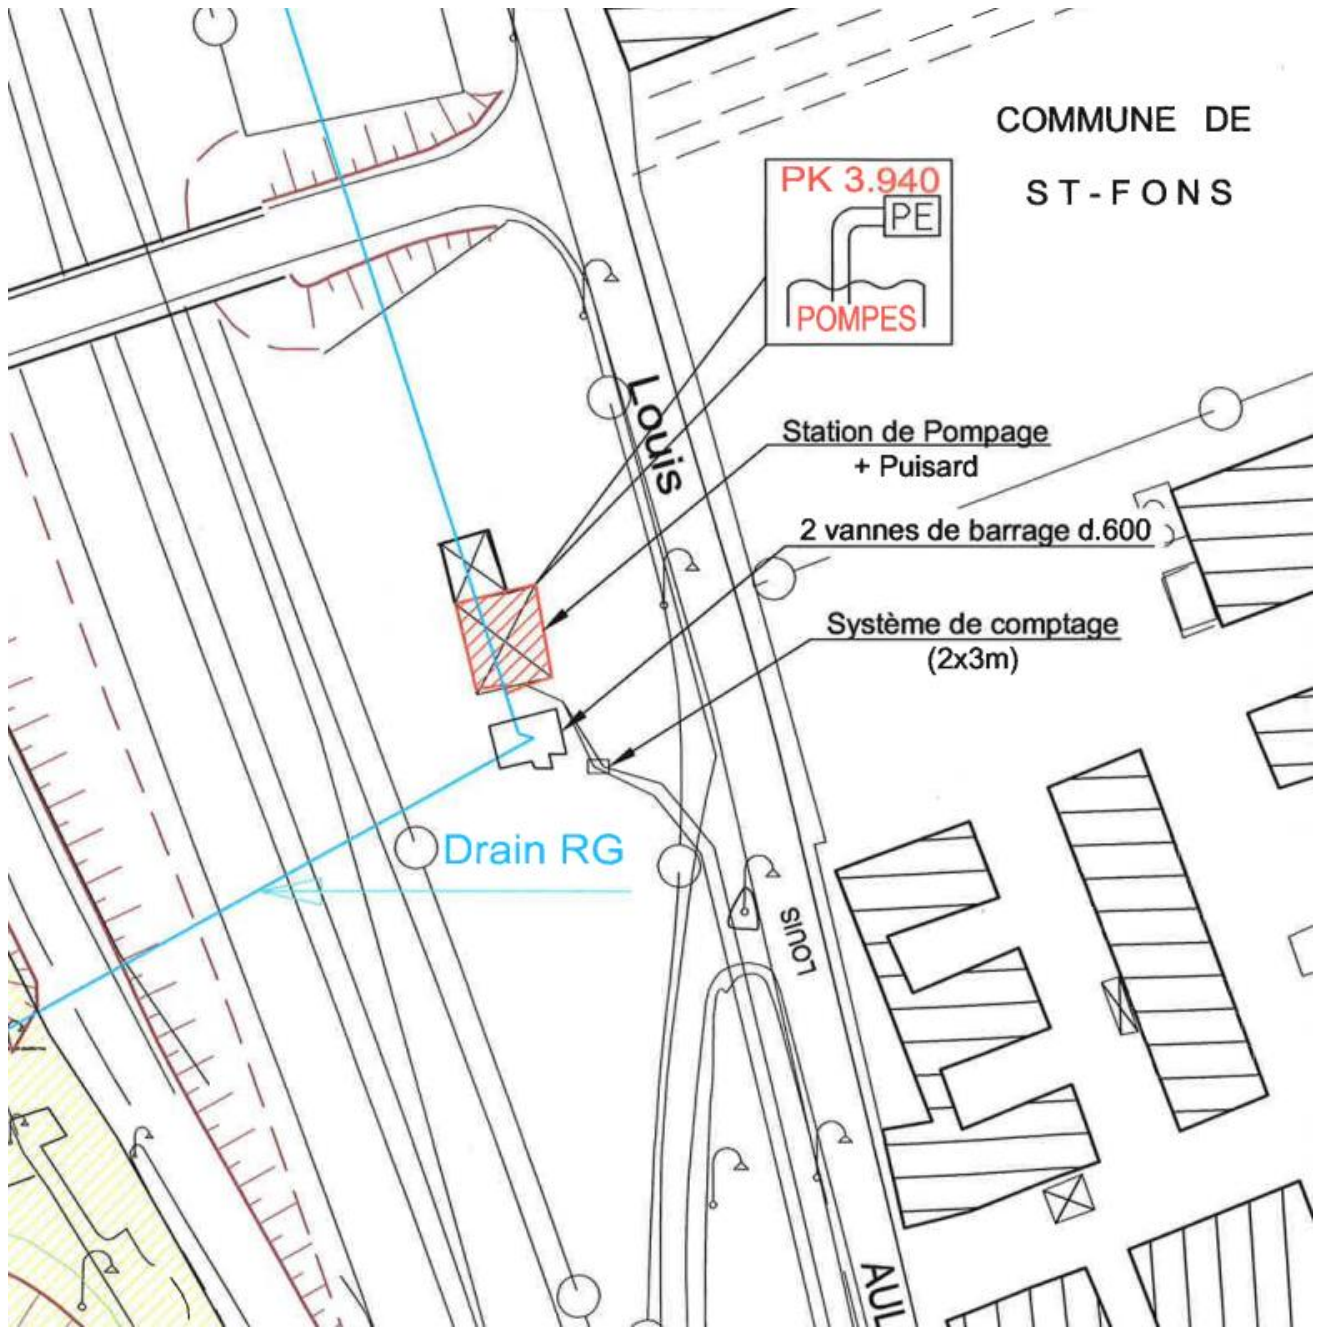 COMMUNE DE
ST-FONS
PK 3.940
PE
POMPES
Louis
Station de Pompage
+ Puisard
2 vannes de barrage d.600
Système de comptage
(2x3m)
Drain RG
LOUIS
AUL